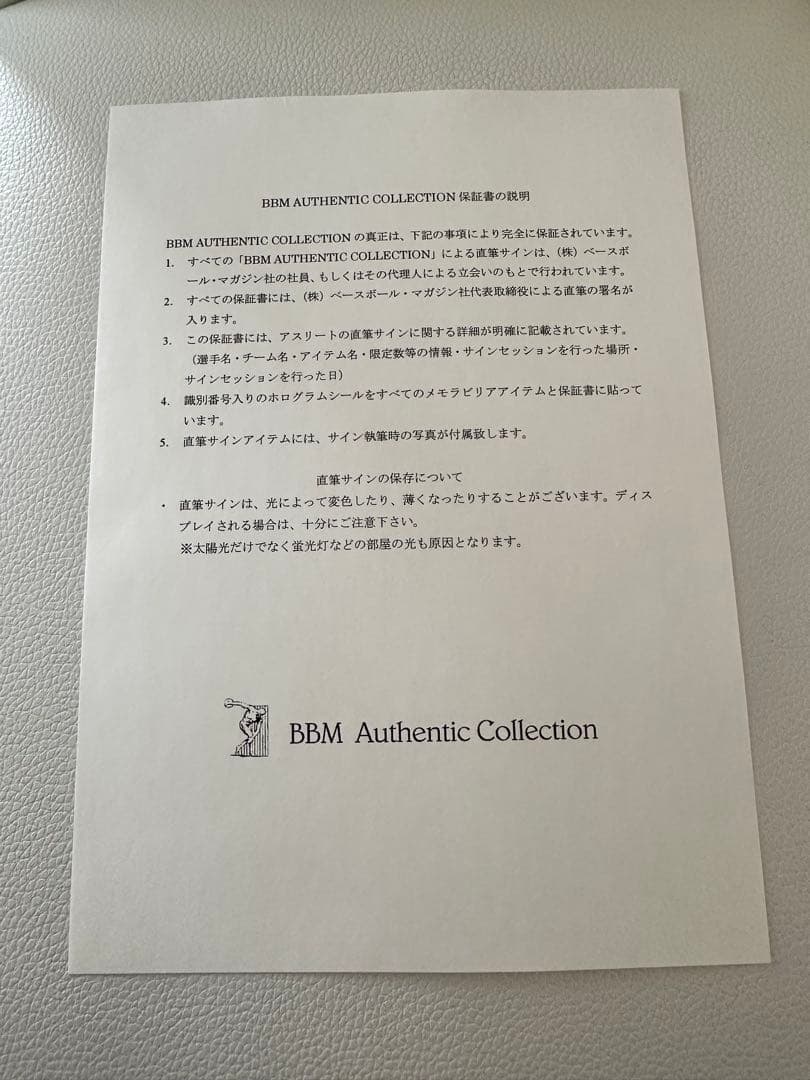 BBM AUTHENTIC COLLECTION 保証書の説明
BBM AUTHENTIC COLLECTION の真正は、下記の事項により完全に保証されています。
1. すべての「BBM AUTHENTIC COLLECTION」による直筆サインは、（株）ベースボ
ール・マガジン社の社員、もしくはその代理人による立会いのもとで行われています。
2. すべての保証書には、（株）ベースボール・マガジン社代表取締役による直筆の署名が
入ります。
3. この保証書には、アスリートの直筆サインに関する詳細が明確に記載されています。
（選手名・チーム名・アイテム名・限定数等の情報・サインセッションを行った場所・
サインセッションを行った日）
4. 識別番号入りのホログラムシールをすべてのメモラビリアアイテムと保証書に貼って
います。
5. 直筆サインアイテムには、サイン執筆時の写真が付属致します。
直筆サインの保存について
・ 直筆サインは、光によって変色したり、薄くなったりすることがございます。ディス
プレイされる場合は、十分にご注意下さい。
※太陽光だけでなく蛍光灯などの部屋の光も原因となります。
BBM Authentic Collection